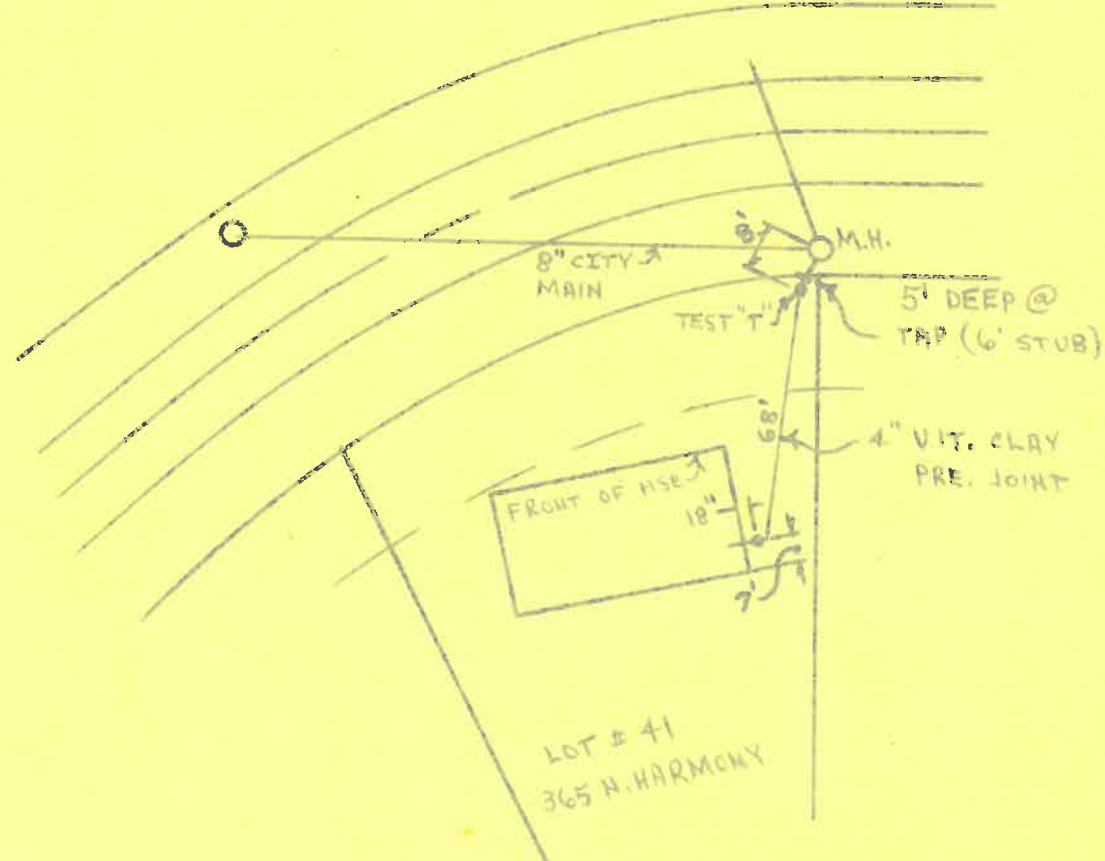 8'
M.H.
8" CITY
MAIN
TEST "T"
5' DEEP @
TAP (6' STUB)
68'
4" VIT. CLAY
PRE. JOINT
FRONT OF HSE
18"
7'
LOT # 41
365 N. HARMONY